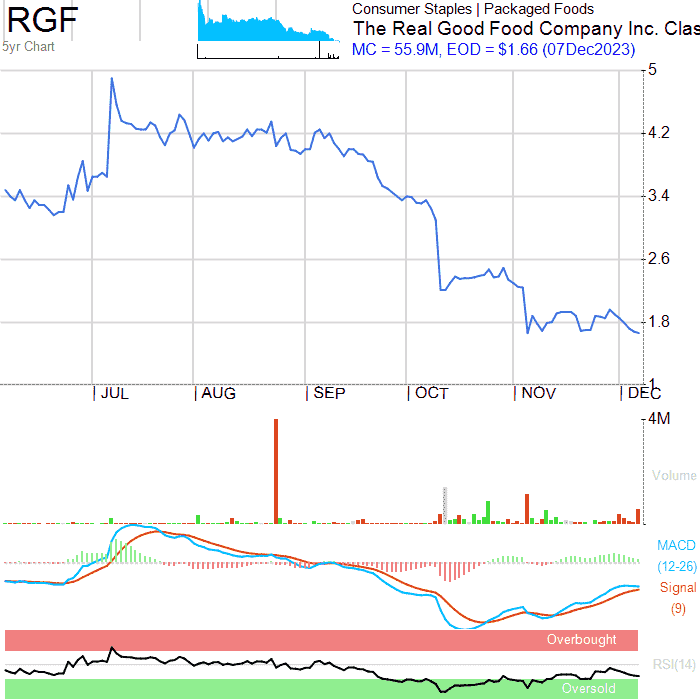 RGF
5yr Chart
Consumer Staples | Packaged Foods
The Real Good Food Company Inc. Clas
MC = 55.9M, EOD = $1.66 (07Dec2023)
5
4.2
3.4
2.6
1.8
1
JUL AUG SEP OCT NOV DEC
4M
Volume
MACD
(12-26)
Signal
(9)
Overbought
RSI(14)
Oversold